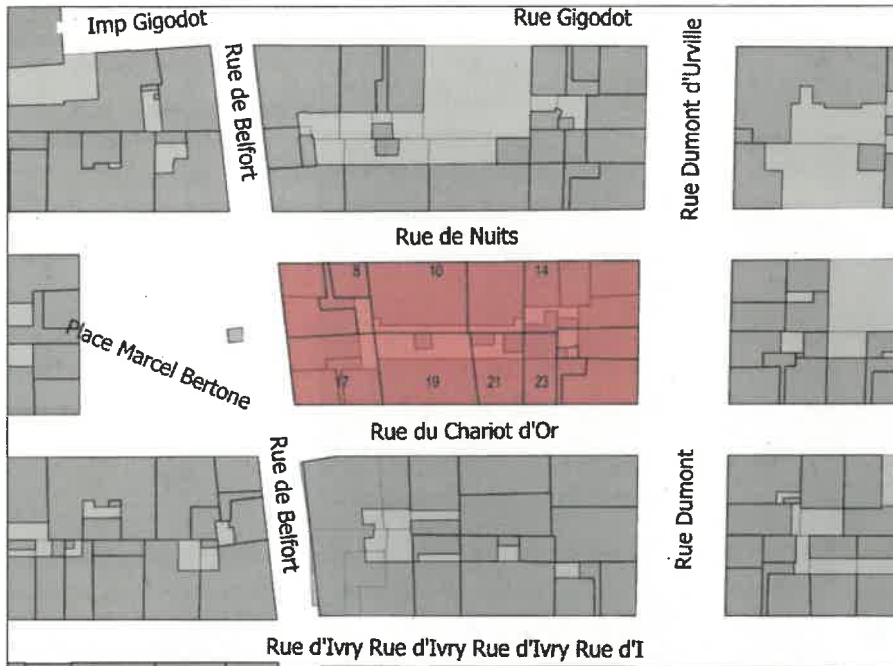 Imp Gigodot
Rue Gigodot
Rue de Belfort
Rue Dumont d'Urville
Rue de Nuits
8
10
14
Place Marcel Bertone
17
19
21
23
Rue du Chariot d'Or
Rue de Belfort
Rue Dumont
Rue d'Ivry Rue d'Ivry Rue d'Ivry Rue d'I